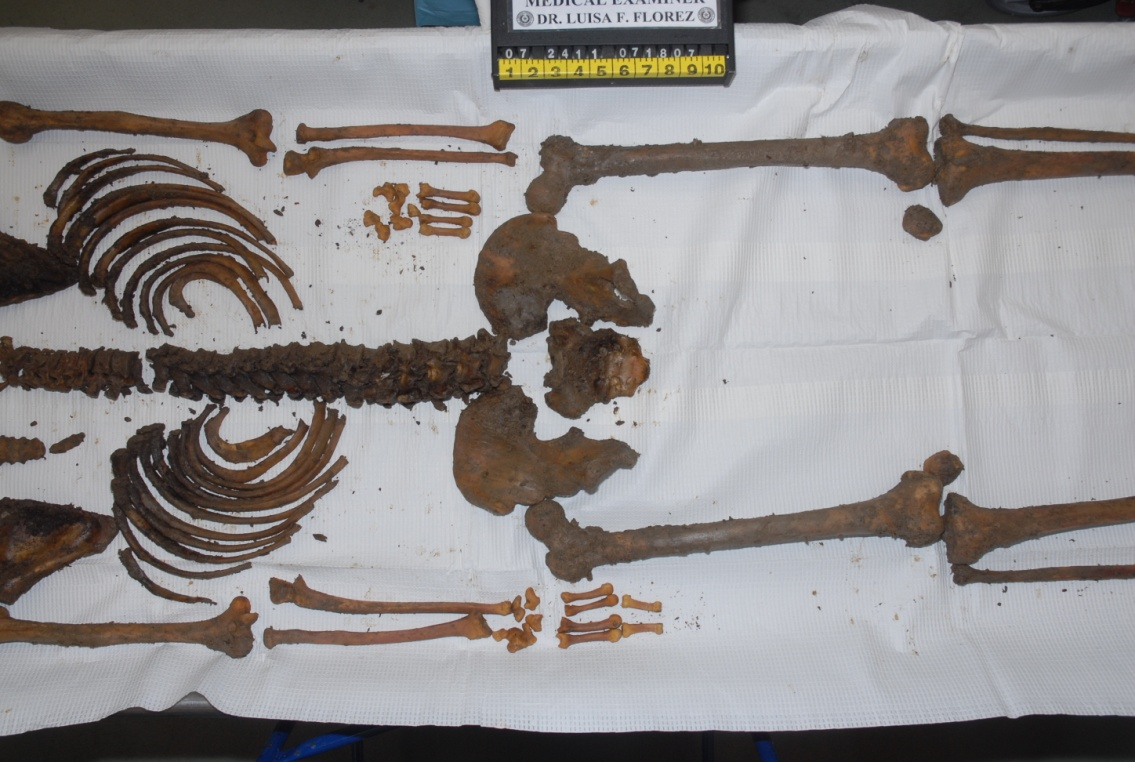 MEDICAL EXAMINER
DR. LUISA F. FLOREZ
07 2411 071807
1 2 3 4 5 6 7 8 9 10